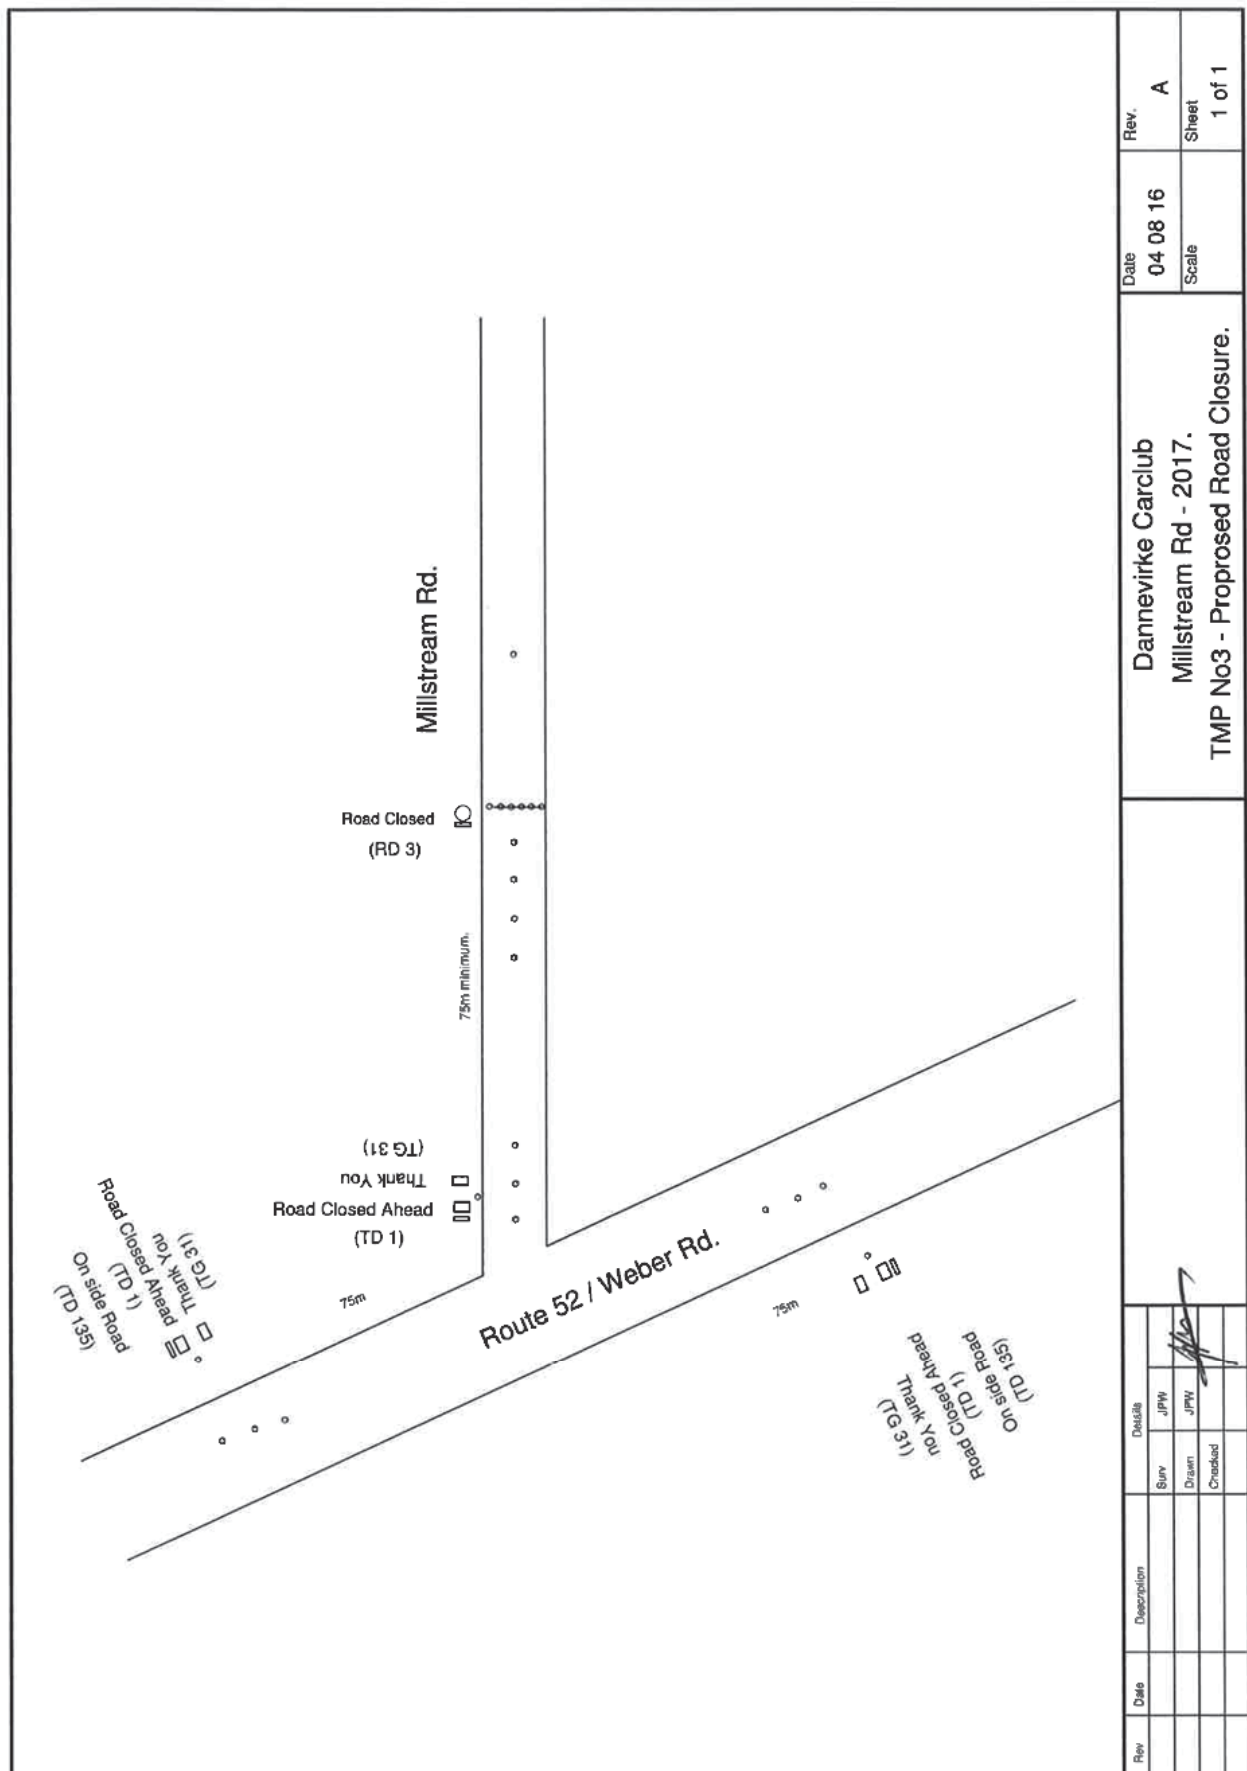 Millstream Rd.
Road Closed
(RD 3)
75m minimum.
(TG 31)
Thank You
Road Closed Ahead
(TD 1)
(TG 31)
Thank You
Road Closed Ahead
(TD 1)
On side Road
(TD 135)
75m
Route 52 / Weber Rd.
75m
(TG 31)
Thank You
Road Closed Ahead
(TD 1)
On side Road
(TD 135)
Rev
Date
Description
Details
Surv
JPW
Drawn
JPW
Checked
Dannevirke Carclub
Millstream Rd - 2017.
TMP No3 - Proprosed Road Closure.
Date
04 08 16
Scale
Rev.
A
Sheet
1 of 1